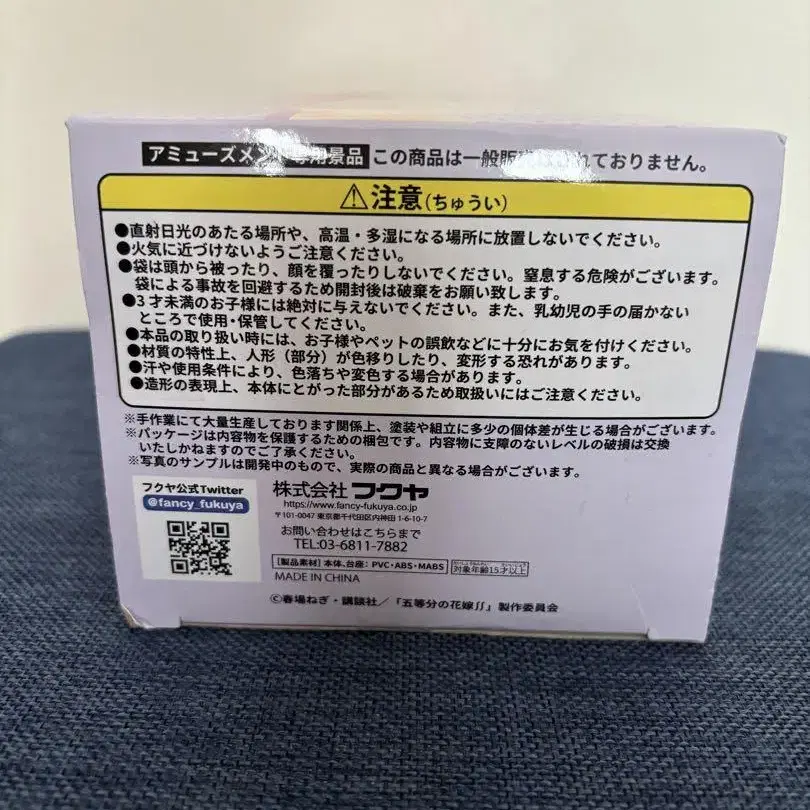 アミューズメント専用景品 この商品は一般販売されておりません。
注意(ちゅうい)
●直射日光のあたる場所や、高温・多湿になる場所に放置しないでください。
●火気に近づけないようご注意ください。
●袋は頭から被ったり、顔を覆ったりしないでください。窒息する危険がございます。
袋による事故を回避するため開封後は破棄をお願い致します。
●3才未満のお子様には絶対に与えないでください。また、乳幼児の手の届かない
ところで使用・保管してください。
●本品の取り扱い時には、お子様やペットの誤飲などに十分にお気を付けください。
●材質の特性上、人形（部分）が色移りしたり、変形する恐れがあります。
●汗や使用条件により、色落ちや変色する場合があります。
●造形の表現上、本体にとがった部分があるため取扱いにはご注意ください。
※手作業にて大量生産しております関係上、塗装や組立に多少の個体差が生じる場合がございます。
※パッケージは内容物を保護するための梱包です。内容物に支障のないレベルの破損は交換
いたしかねますのでご了承ください。
※写真のサンプルは開発中のもので、実際の商品と異なる場合がございます。
フクヤ公式Twitter
@fancy_fukuya
株式会社フクヤ
https://www.fancy-fukuya.co.jp
〒101-0047 東京都千代田区内神田 1-6-10-7
お問い合わせはこちらまで
TEL:03-6811-7882
[製品素材] 本体、台座：PVC・ABS・MABS
対象年齢15才以上
MADE IN CHINA
©春場ねぎ・講談社／「五等分の花嫁∬」製作委員会